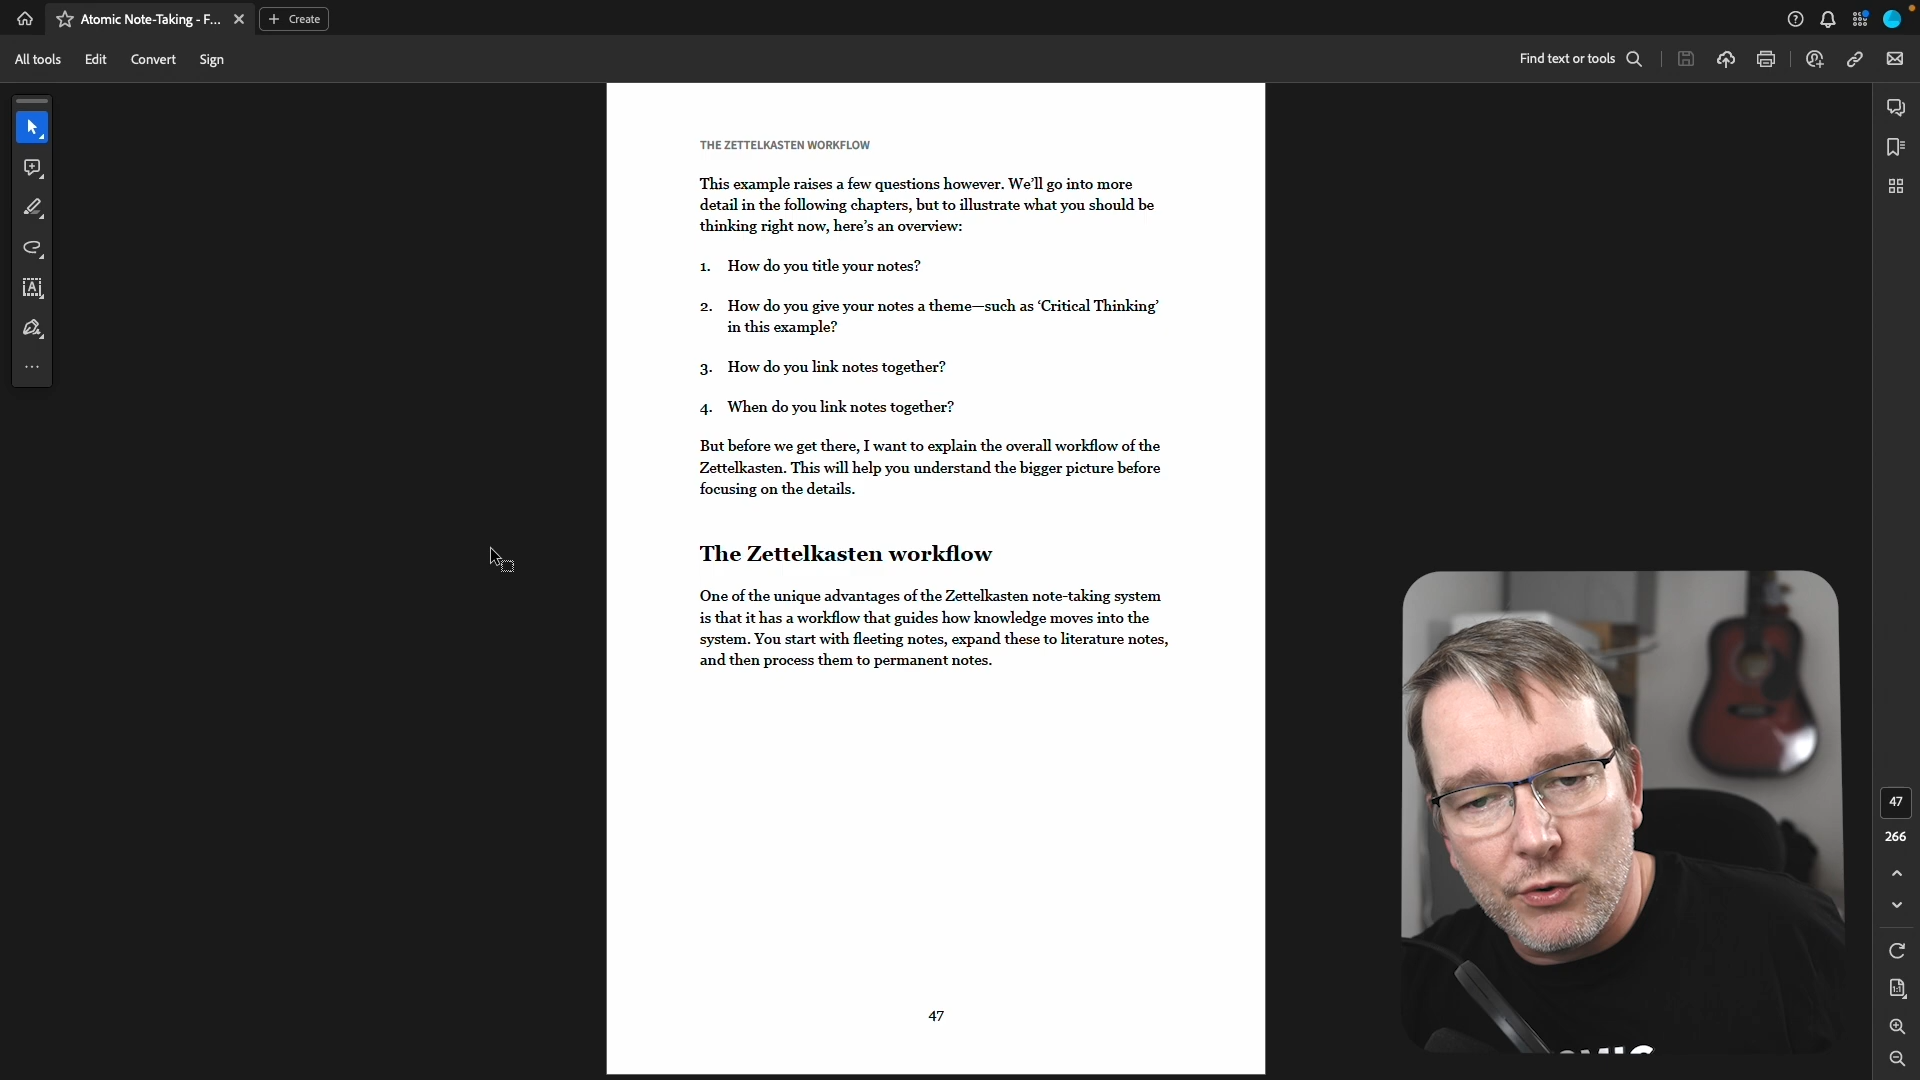 Atomic Note-Taking - F...
Create
All tools
Edit
Convert
Sign
Find text or tools
THE ZETTELKASTEN WORKFLOW
This example raises a few questions however. We’ll go into more
detail in the following chapters, but to illustrate what you should be
thinking right now, here’s an overview:
1. How do you title your notes?
2. How do you give your notes a theme—such as ‘Critical Thinking’
in this example?
3. How do you link notes together?
4. When do you link notes together?
But before we get there, I want to explain the overall workflow of the
Zettelkasten. This will help you understand the bigger picture before
focusing on the details.
The Zettelkasten workflow
One of the unique advantages of the Zettelkasten note-taking system
is that it has a workflow that guides how knowledge moves into the
system. You start with fleeting notes, expand these to literature notes,
and then process them to permanent notes.
47
47
266